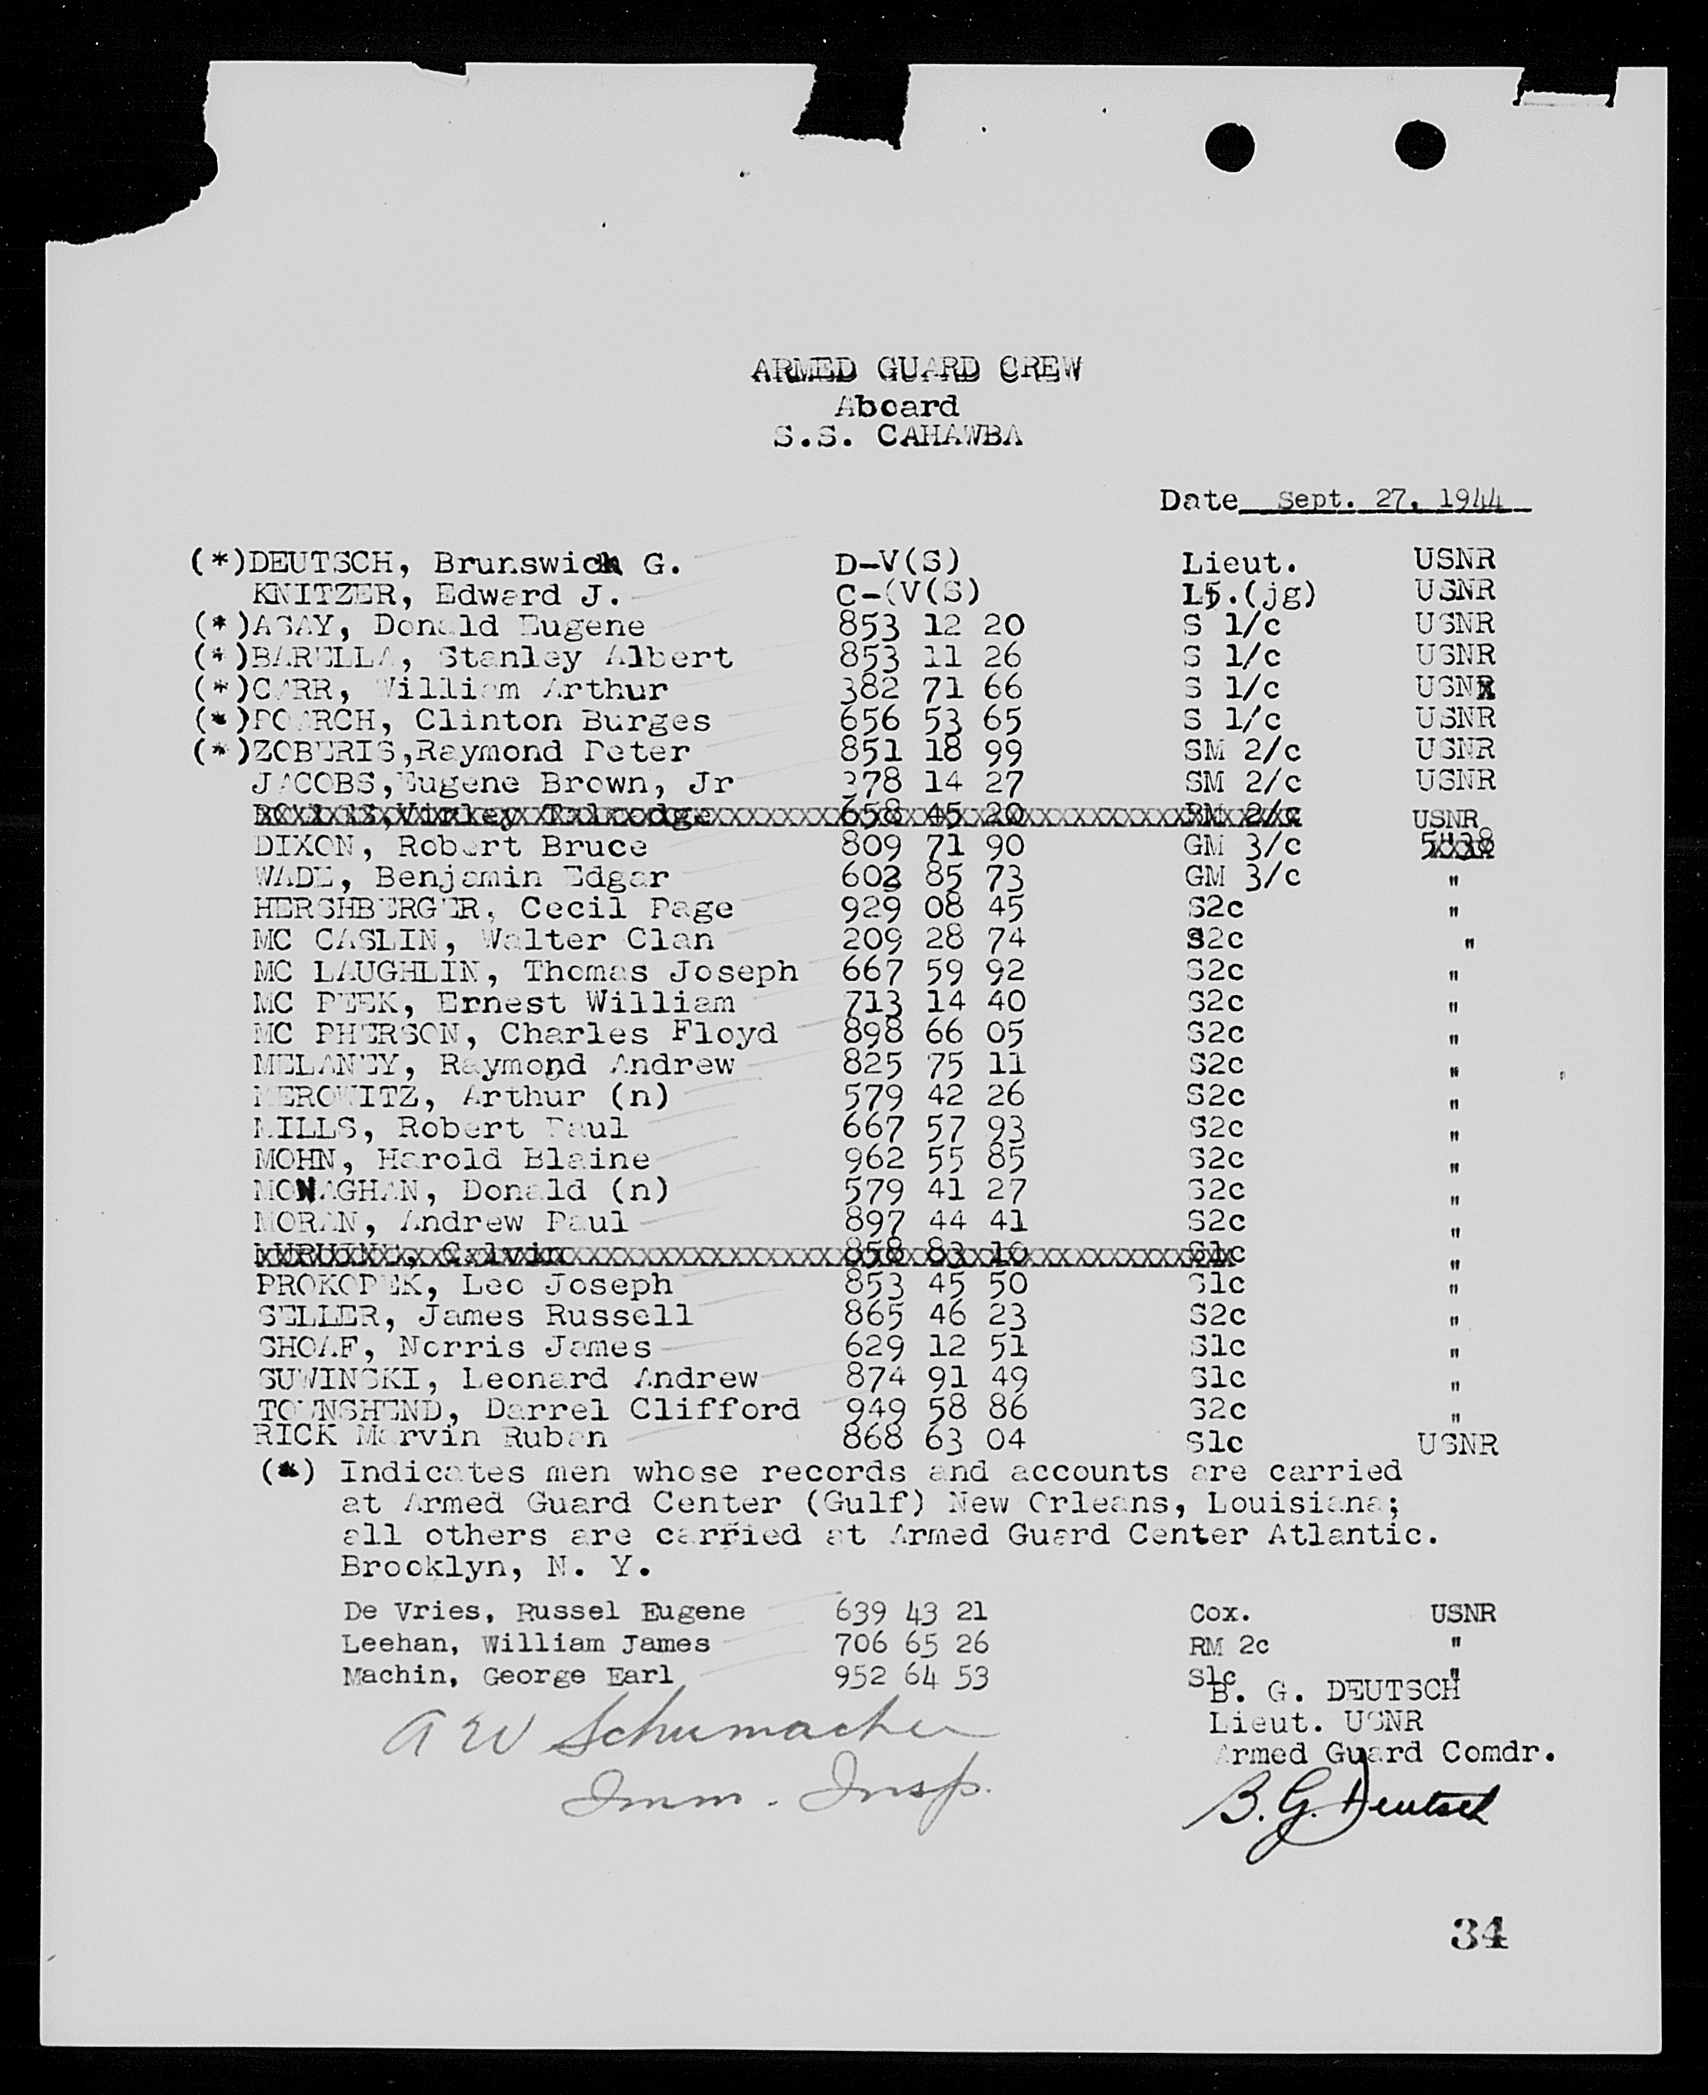 ARMED GUARD CREW
Aboard
S.S. CAHAWBA
Date Sept. 27, 1944
(*)DEUTSCH, Brunswick G. D-V(S) Lieut. USNR
KNITZER, Edward J. C-(V(S) Lt.(jg) USNR
(*)ASAY, Donald Eugene 853 12 20 S 1/c USNR
(*)BARELLA, Stanley Albert 853 11 26 S 1/c USNR
(*)CARR, William Arthur 382 71 66 S 1/c USN
(*)POARCH, Clinton Burges 656 53 65 S 1/c USNR
(*)ZOBERIS,Raymond Peter 851 18 99 SM 2/c USNR
JACOBS,Eugene Brown, Jr 378 14 27 SM 2/c USNR
658 45 20 RM 2/c USNR
DIXON, Robert Bruce 809 71 90 GM 3/c
WADE, Benjamin Edgar 602 85 73 GM 3/c "
HERSHBERGER, Cecil Page 929 08 45 S2c "
MC CASLIN, Walter Clan 209 28 74 S2c "
MC LAUGHLIN, Thomas Joseph 667 59 92 S2c "
MC PEEK, Ernest William 713 14 40 S2c "
MC PHERSON, Charles Floyd 898 66 05 S2c "
MELANEY, Raymond Andrew 825 75 11 S2c "
MEROWITZ, Arthur (n) 579 42 26 S2c "
MILLS, Robert Paul 667 57 93 S2c "
MOHN, Harold Blaine 962 55 85 S2c "
MONAGHAN, Donald (n) 579 41 27 S2c "
MORAN, Andrew Paul 897 44 41 S2c "
Calvin 858 83 10 S1c "
PROKOPEK, Leo Joseph 853 45 50 S1c "
SELLER, James Russell 865 46 23 S2c "
SHOAF, Norris James 629 12 51 S1c "
SUWINSKI, Leonard Andrew 874 91 49 S1c "
TOWNSHEND, Darrel Clifford 949 58 86 S2c "
RICK Marvin Ruben 868 63 04 S1c USNR
(*) Indicates men whose records and accounts are carried
at Armed Guard Center (Gulf) New Orleans, Louisiana;
all others are carried at Armed Guard Center Atlantic.
Brooklyn, N. Y.
De Vries, Russel Eugene 639 43 21 Cox. USNR
Leehan, William James 706 65 26 RM 2c "
Machin, George Earl 952 64 53 S1c "
B. G. DEUTSCH
Lieut. USNR
Armed Guard Comdr.
A W Schumacher
Imm. Insp.
B. G. Deutsch
34